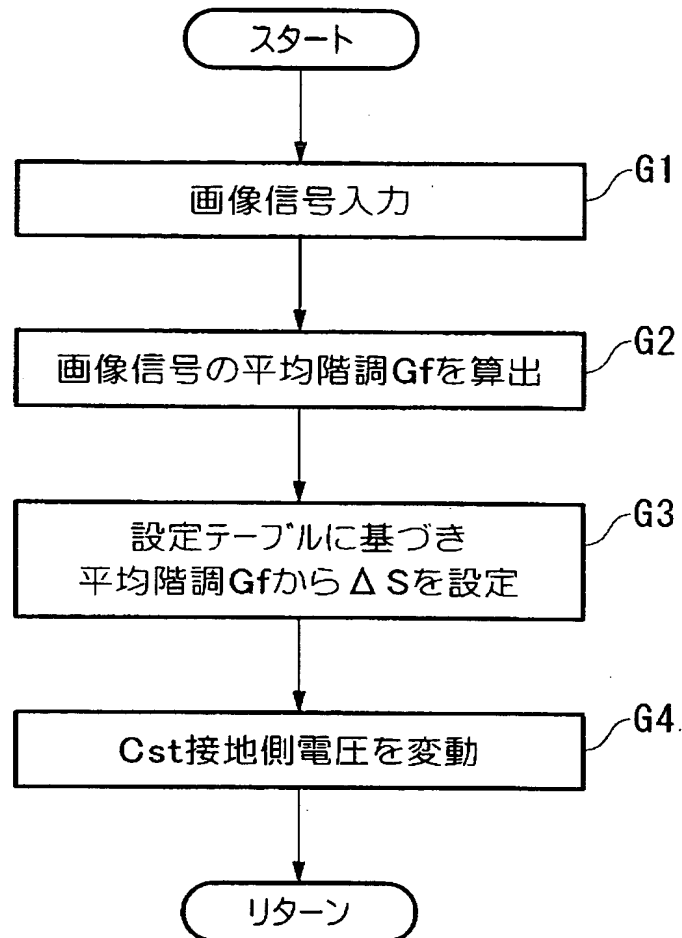 スタート
G1
画像信号入力
G2
画像信号の平均階調Gfを算出
G3
設定テーブルに基づき
平均階調GfからΔSを設定
G4
Cst接地側電圧を変動
リターン